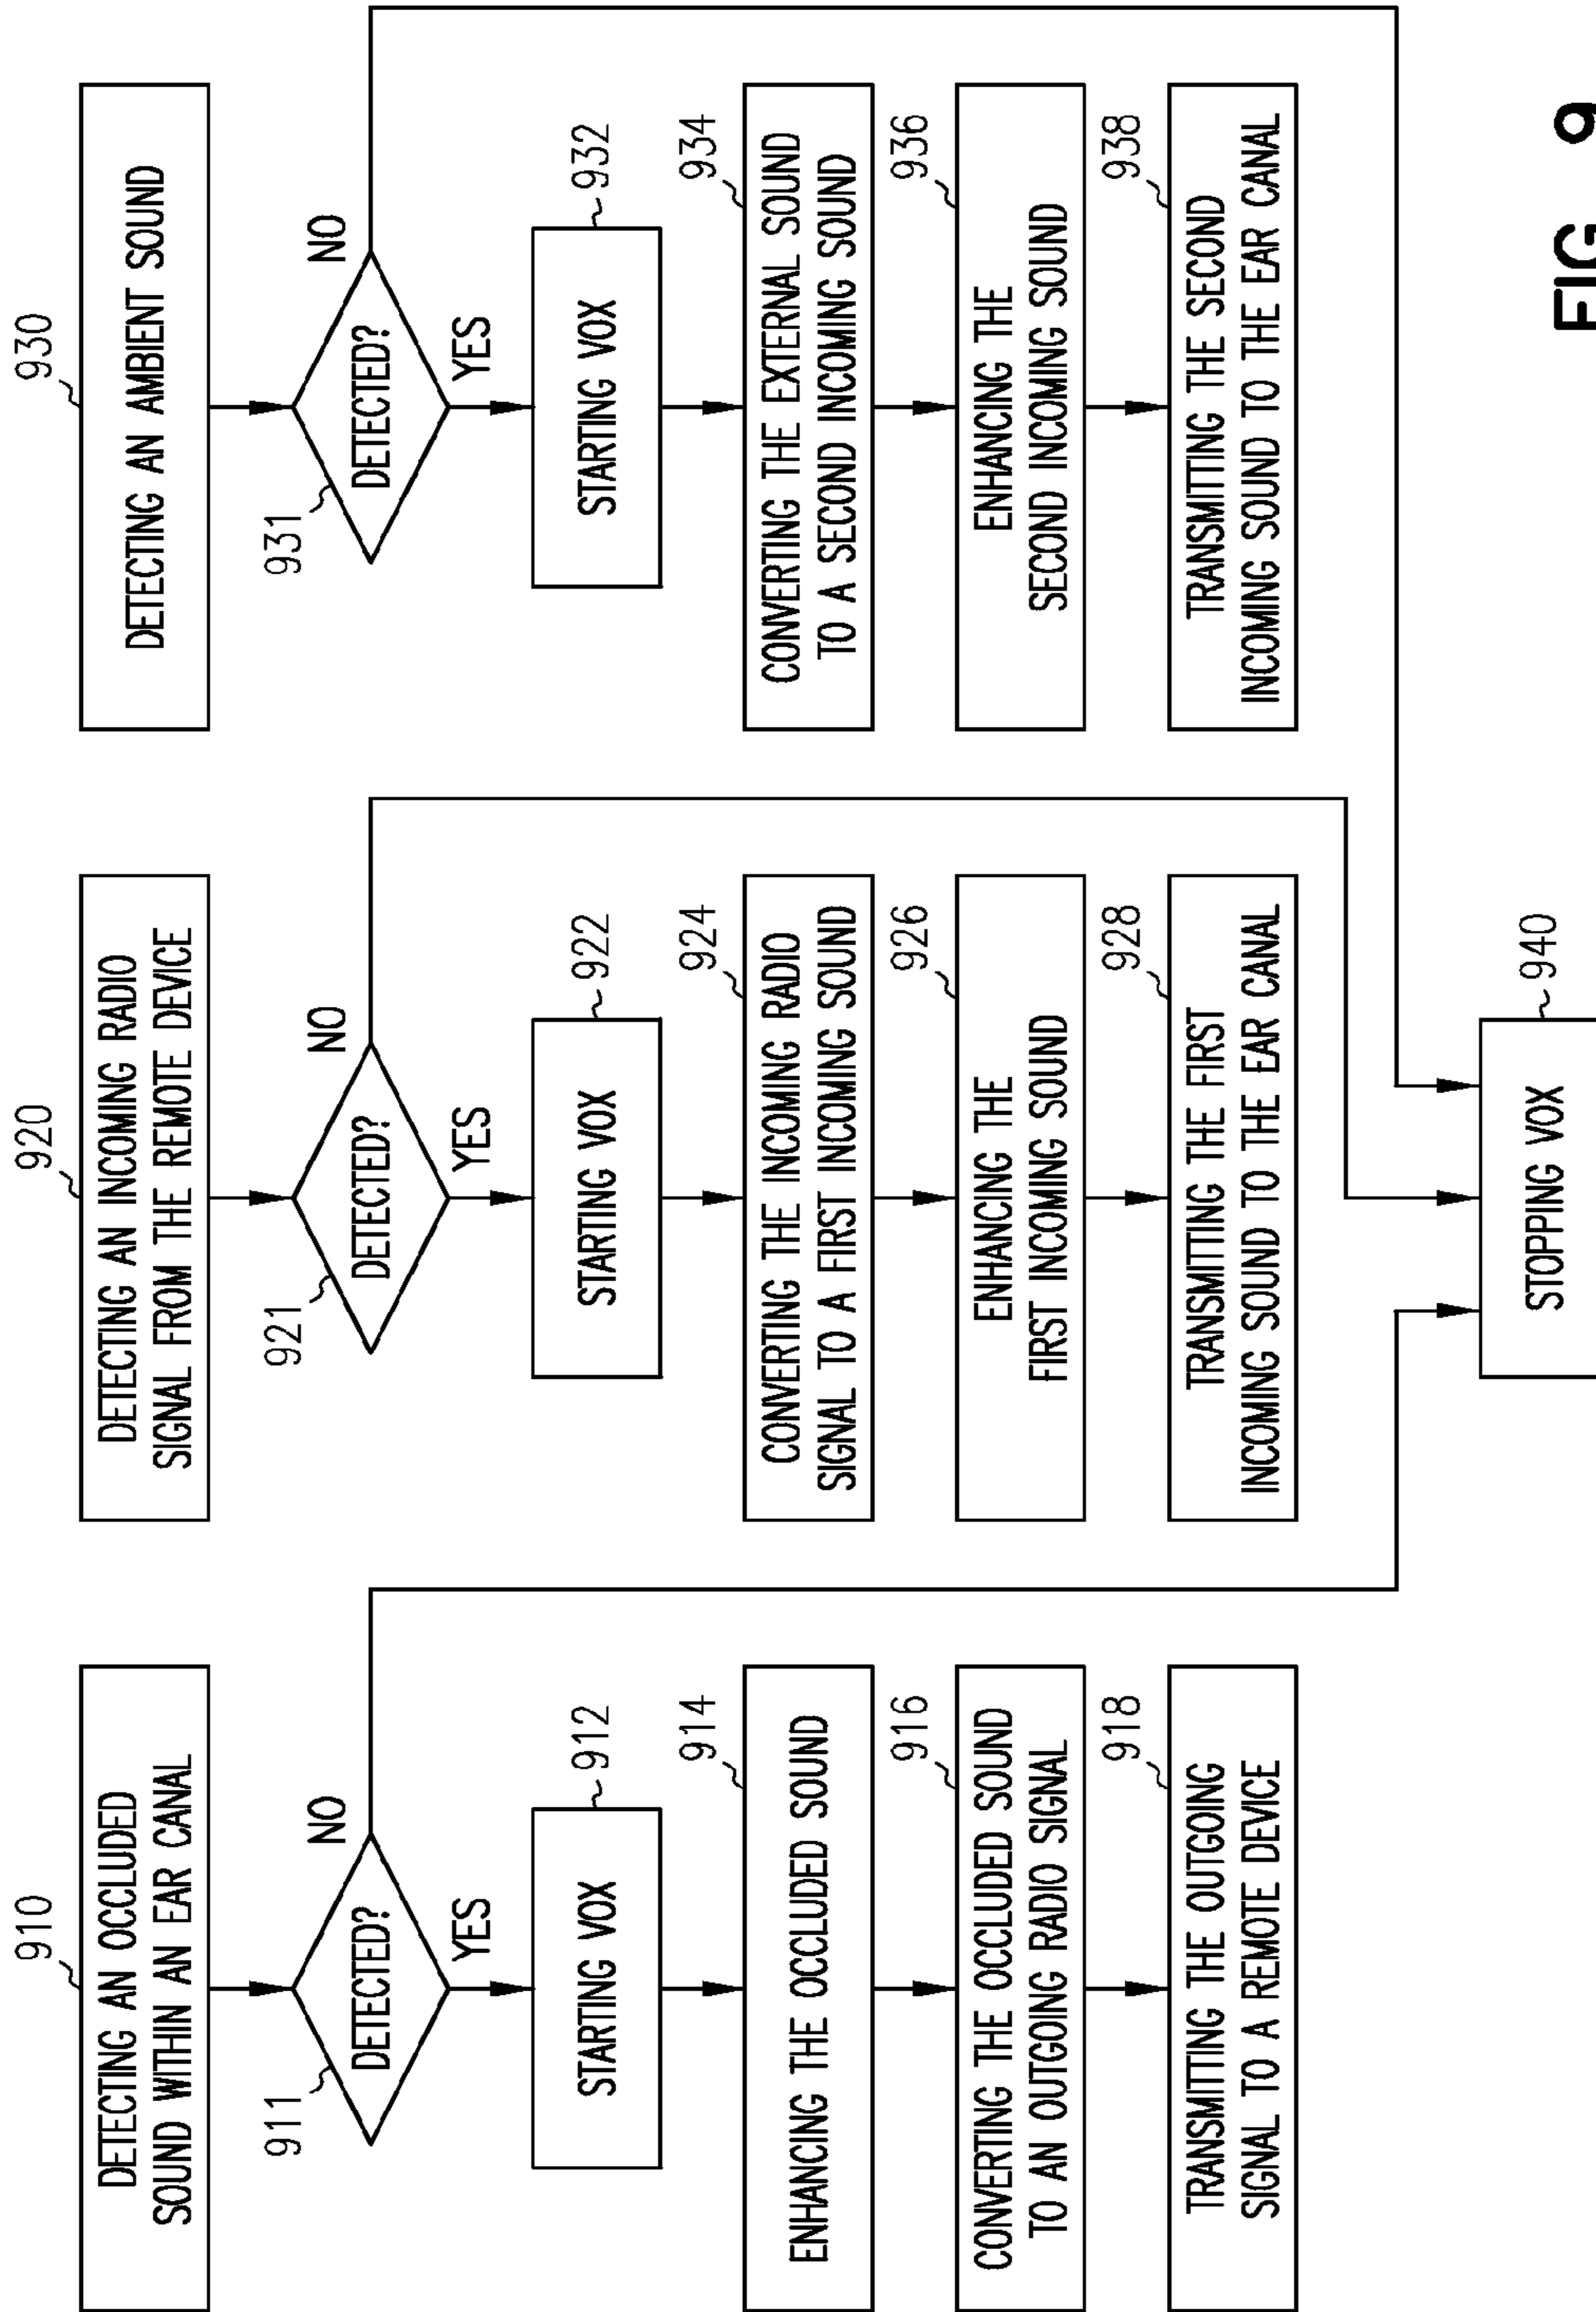 910
DETECTING AN OCCLUDED
SOUND WITHIN AN EAR CANAL
911
DETECTED?
NO
YES
STARTING VOX
912
914
ENHANCING THE OCCLUDED SOUND
916
CONVERTING THE OCCLUDED SOUND
TO AN OUTGOING RADIO SIGNAL
918
TRANSMITTING THE OUTGOING
SIGNAL TO A REMOTE DEVICE
920
DETECTING AN INCOMING RADIO
SIGNAL FROM THE REMOTE DEVICE
921
DETECTED?
NO
YES
STARTING VOX
922
924
CONVERTING THE INCOMING RADIO
SIGNAL TO A FIRST INCOMING SOUND
926
ENHANCING THE
FIRST INCOMING SOUND
928
TRANSMITTING THE FIRST
INCOMING SOUND TO THE EAR CANAL
930
DETECTING AN AMBIENT SOUND
931
DETECTED?
NO
YES
STARTING VOX
932
934
CONVERTING THE EXTERNAL SOUND
TO A SECOND INCOMING SOUND
936
ENHANCING THE
SECOND INCOMING SOUND
938
TRANSMITTING THE SECOND
INCOMING SOUND TO THE EAR CANAL
STOPPING VOX
940
FIG 9